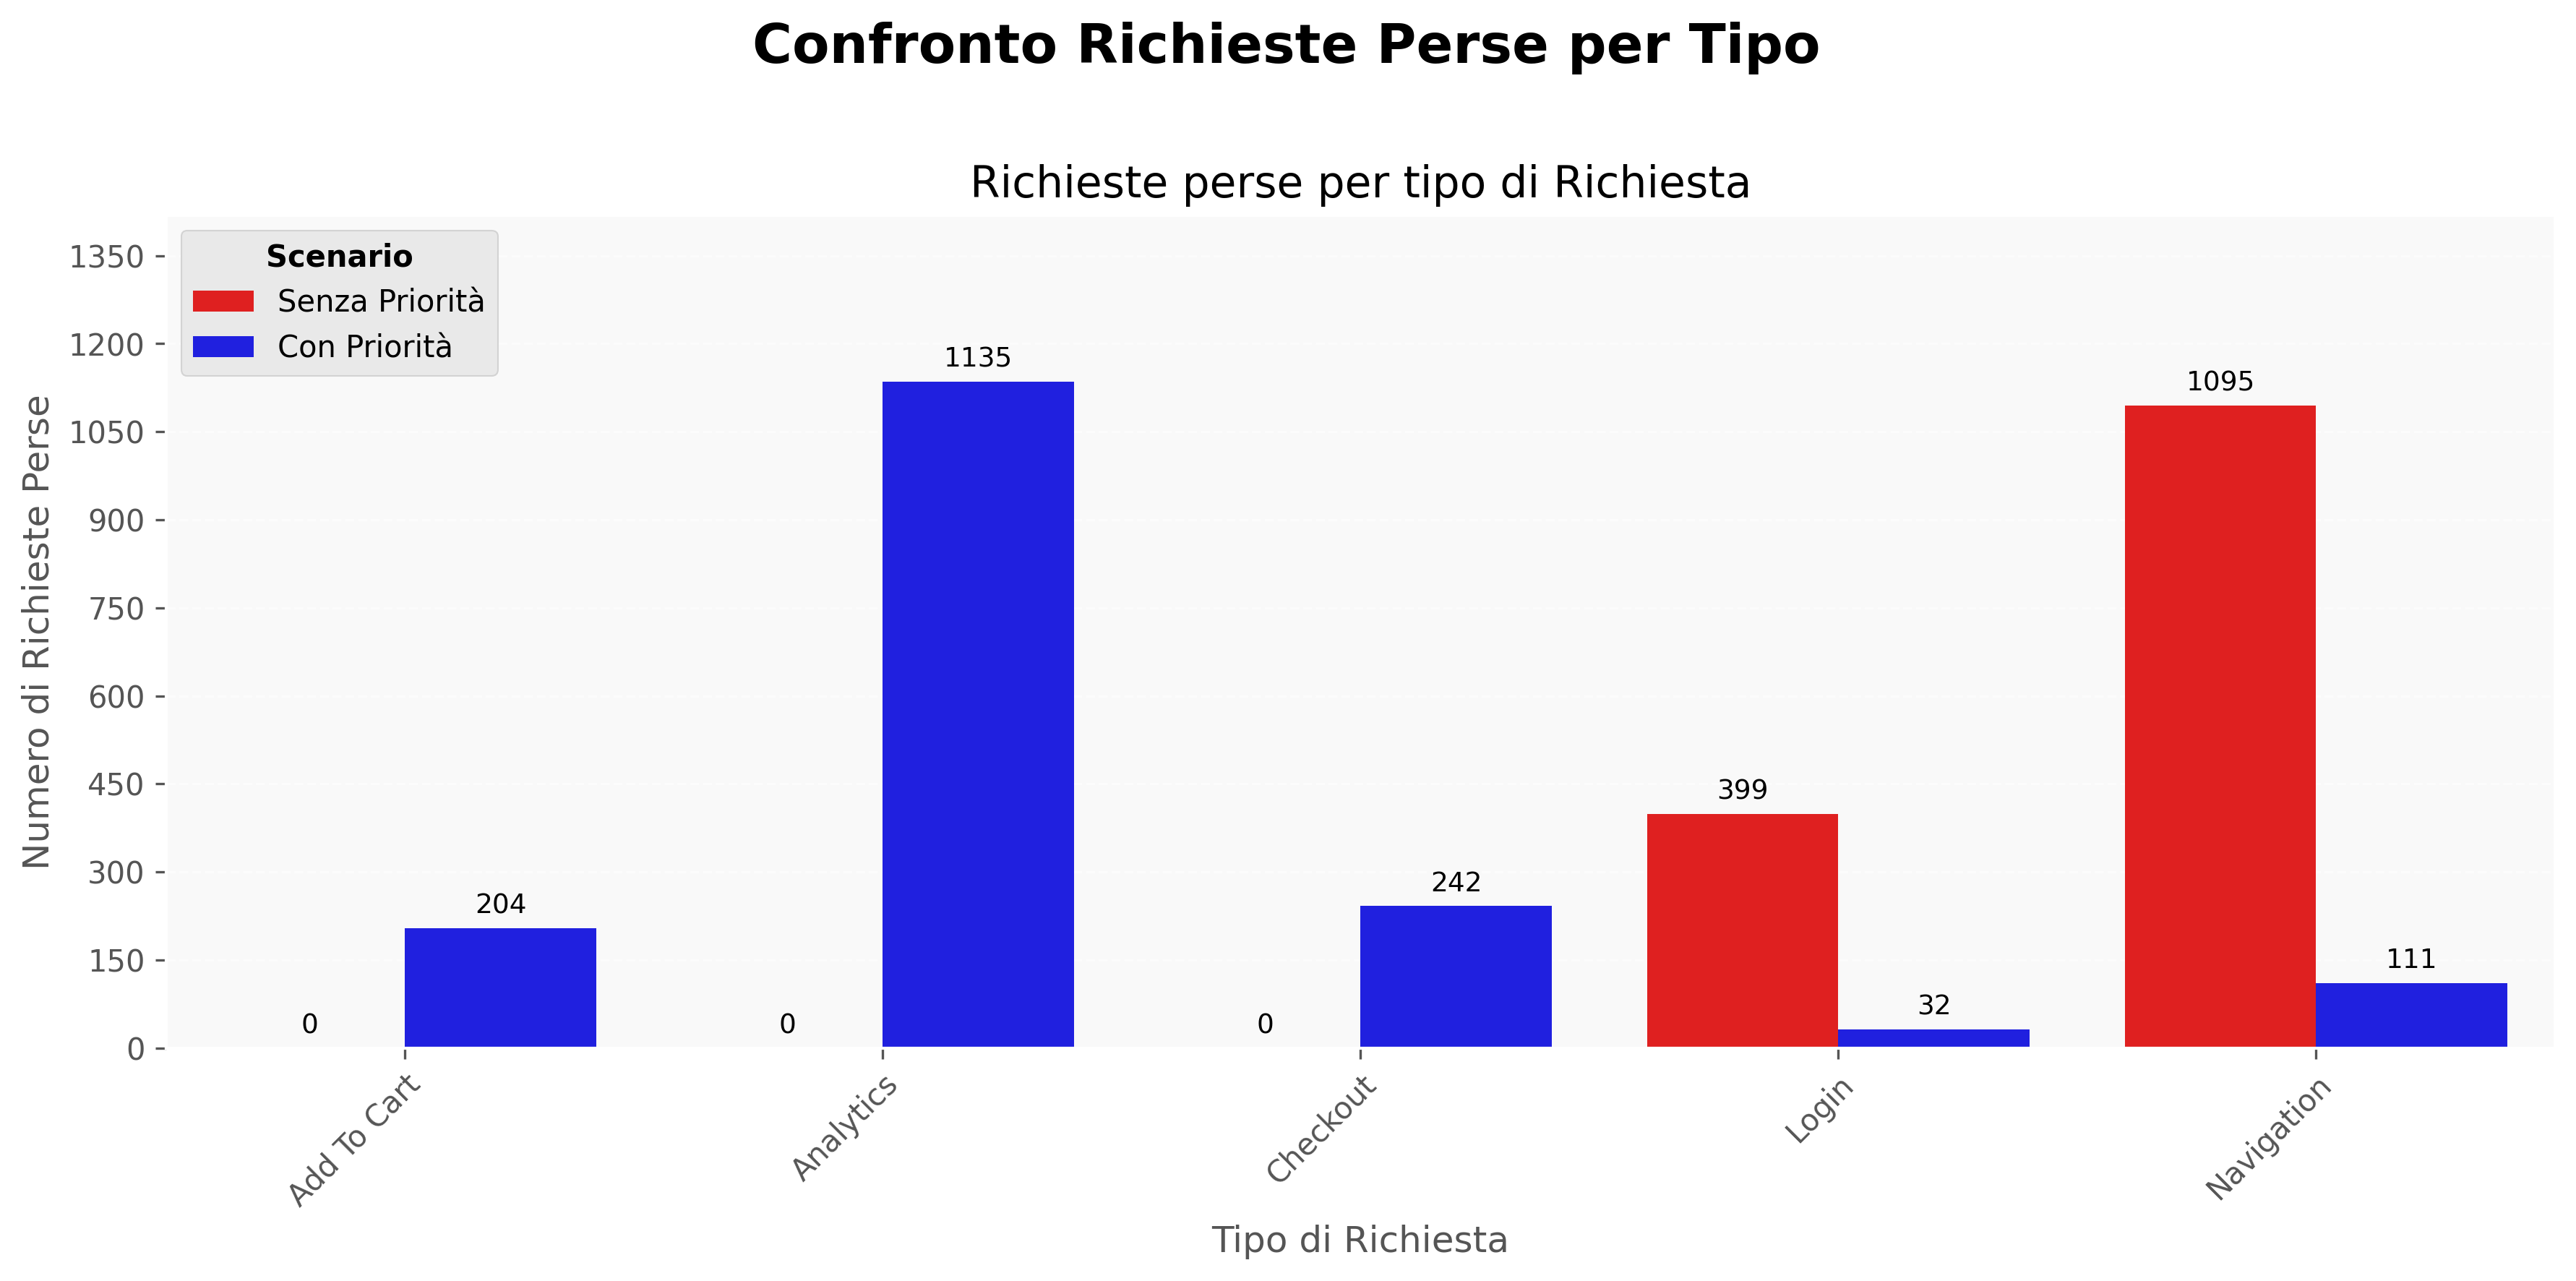 Confronto Richieste Perse per Tipo
Richieste perse per tipo di Richiesta
Scenario
Senza Priorità
Con Priorità
Numero di Richieste Perse
1350
1200
1050
900
750
600
450
300
150
0
0
204
0
1135
0
242
399
32
1095
111
Add To Cart
Analytics
Checkout
Login
Navigation
Tipo di Richiesta